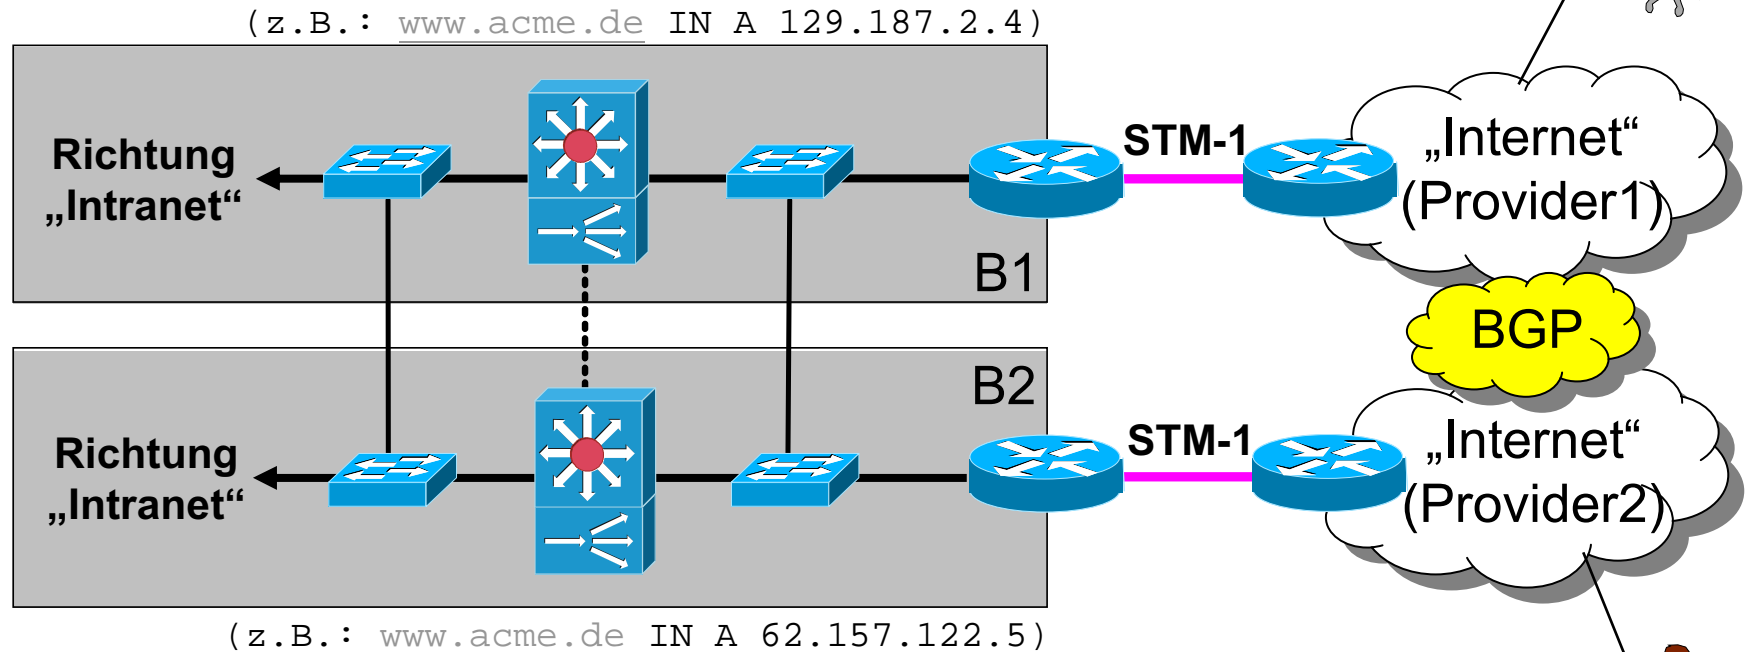 (z.B.: www.acme.de IN A 129.187.2.4)
Richtung
„Intranet“
B1
STM-1
„Internet“
(Provider1)
BGP
Richtung
„Intranet“
B2
STM-1
„Internet“
(Provider2)
(z.B.: www.acme.de IN A 62.157.122.5)